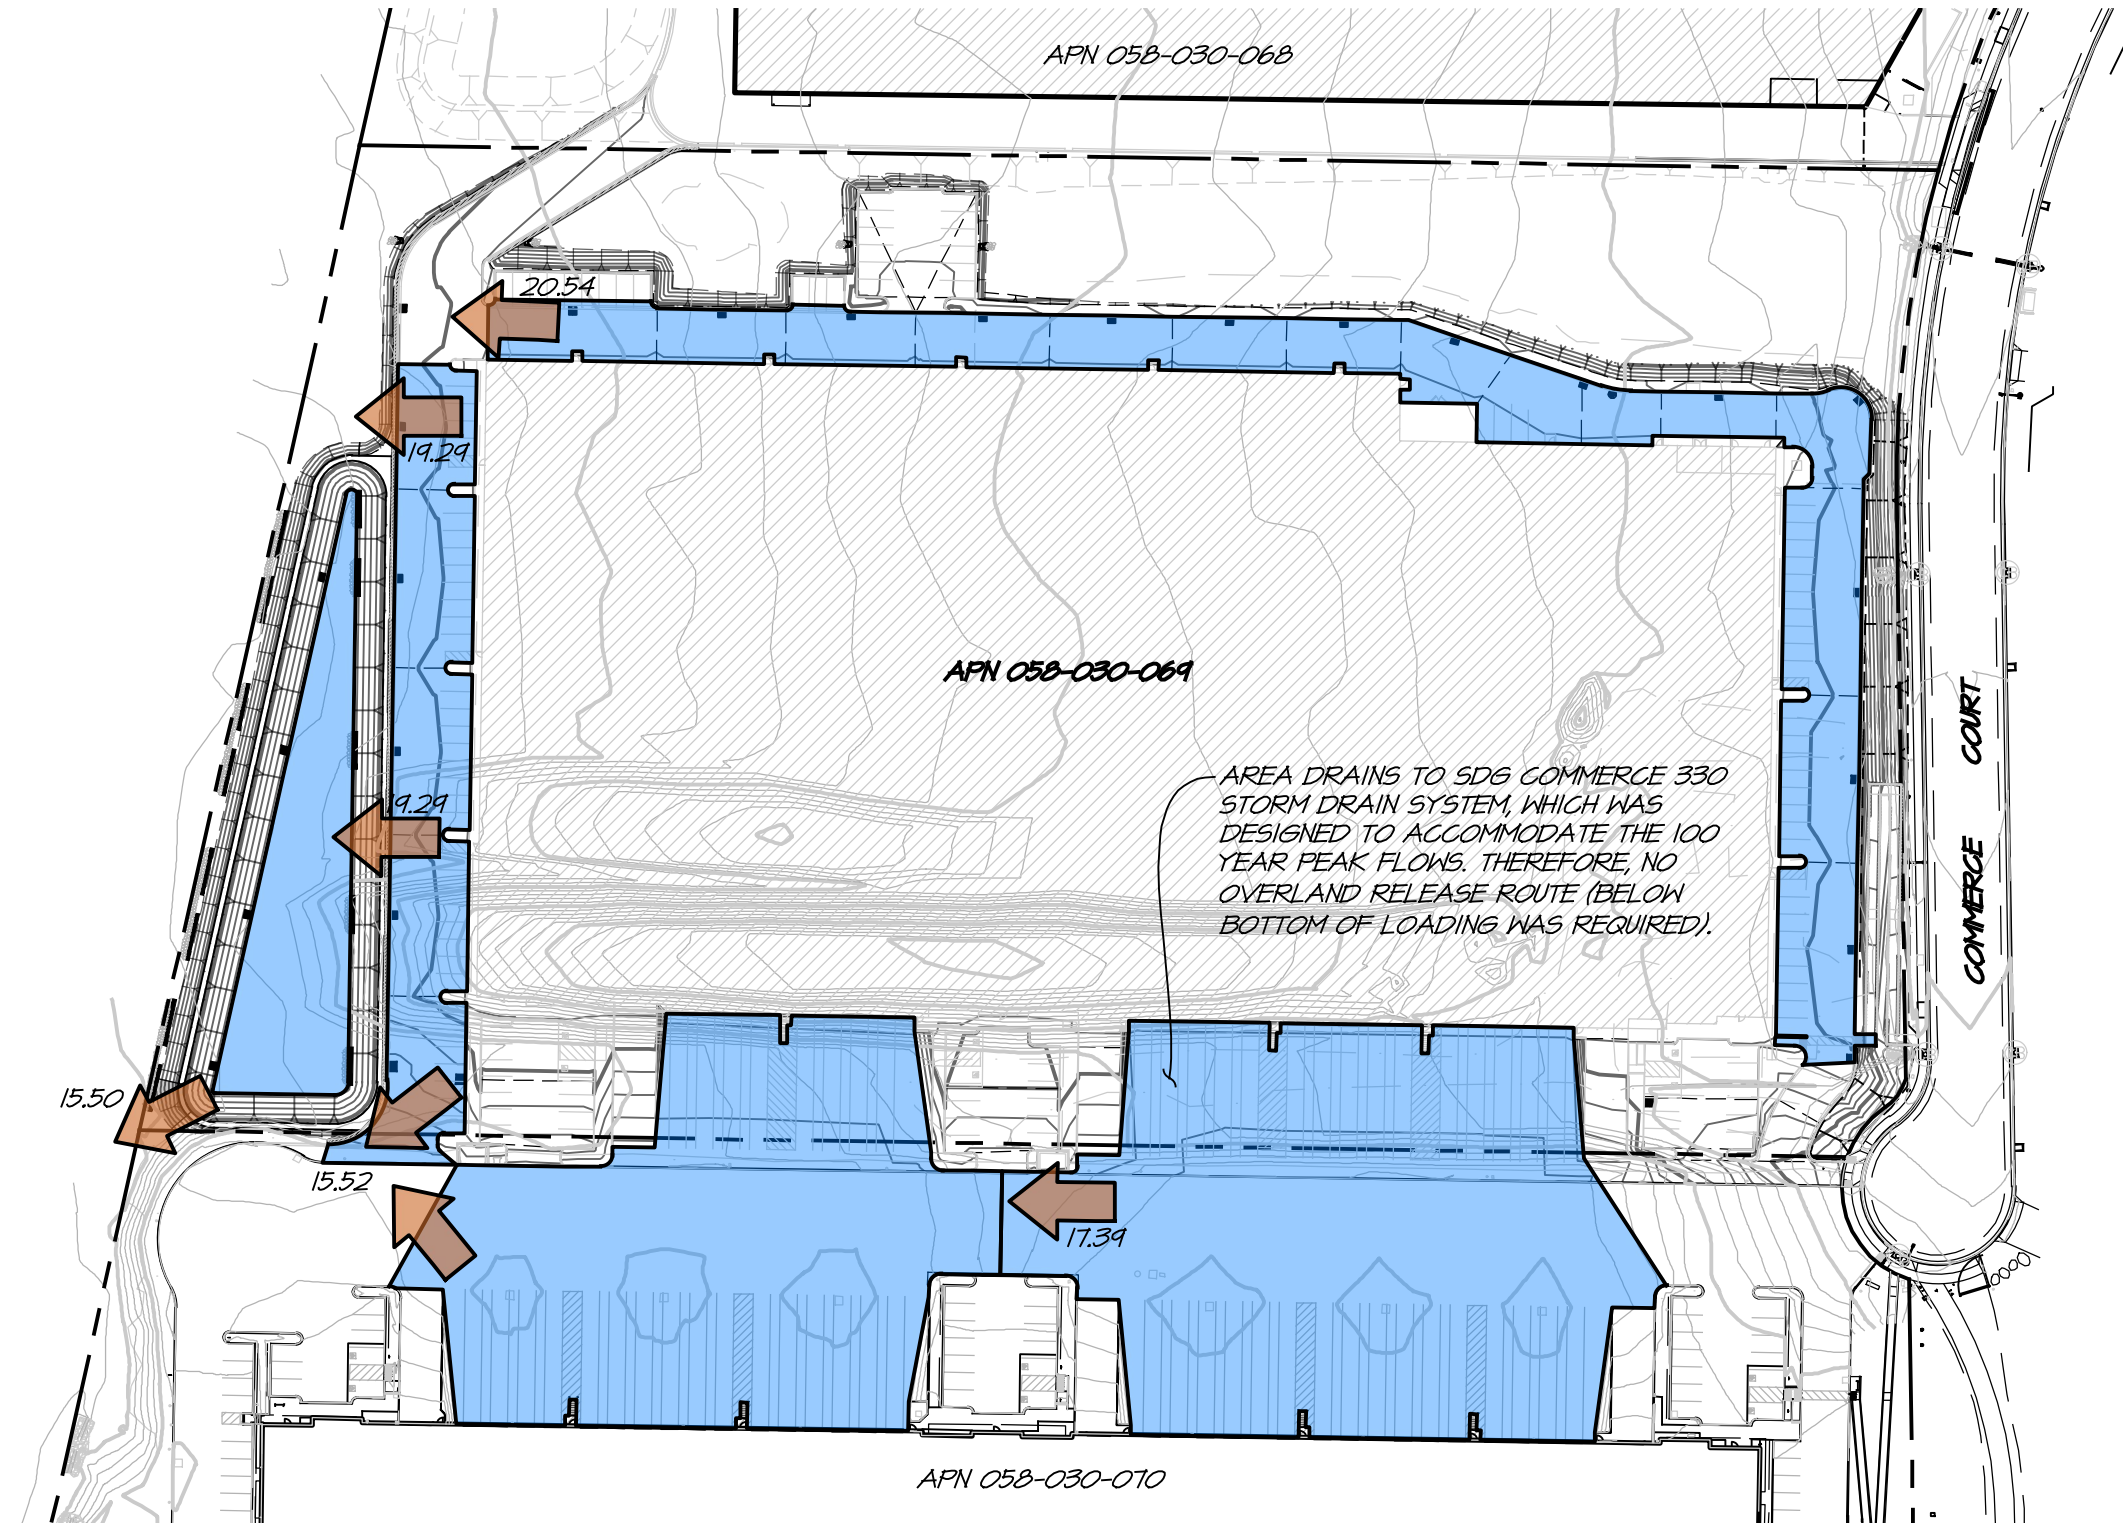 APN 058-030-068
20.54
19.29
APN 058-030-069
COMMERCE COURT
AREA DRAINS TO SDG COMMERCE 330
STORM DRAIN SYSTEM, WHICH WAS
DESIGNED TO ACCOMMODATE THE 100
YEAR PEAK FLOWS. THEREFORE, NO
OVERLAND RELEASE ROUTE (BELOW
BOTTOM OF LOADING WAS REQUIRED).
19.29
15.50
15.52
17.39
APN 058-030-070